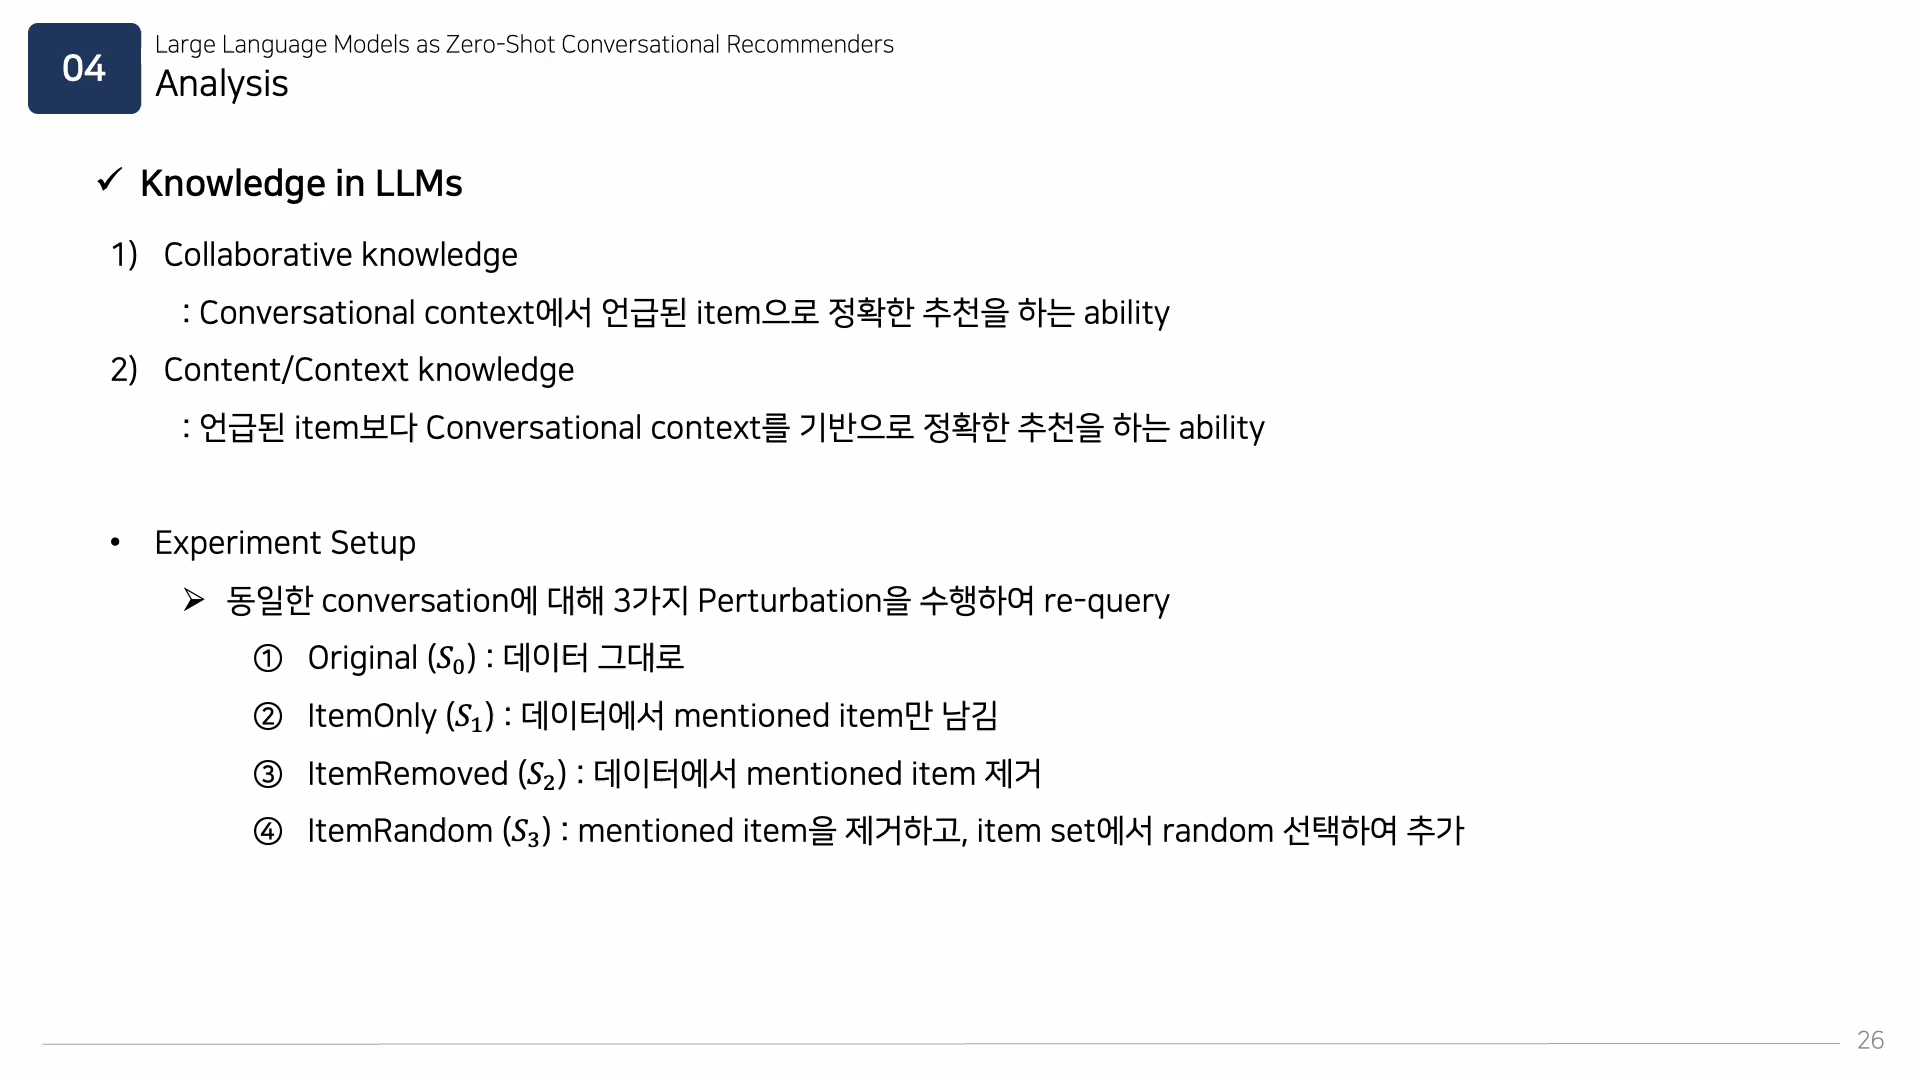 04
Large Language Models as Zero-Shot Conversational Recommenders
Analysis
✓ Knowledge in LLMs
1) Collaborative knowledge
: Conversational context에서 언급된 item으로 정확한 추천을 하는 ability
2) Content/Context knowledge
: 언급된 item보다 Conversational context를 기반으로 정확한 추천을 하는 ability
• Experiment Setup
➢ 동일한 conversation에 대해 3가지 Perturbation을 수행하여 re-query
① Original (S₀) : 데이터 그대로
② ItemOnly (S₁) : 데이터에서 mentioned item만 남김
③ ItemRemoved (S₂) : 데이터에서 mentioned item 제거
④ ItemRandom (S₃) : mentioned item을 제거하고, item set에서 random 선택하여 추가
26